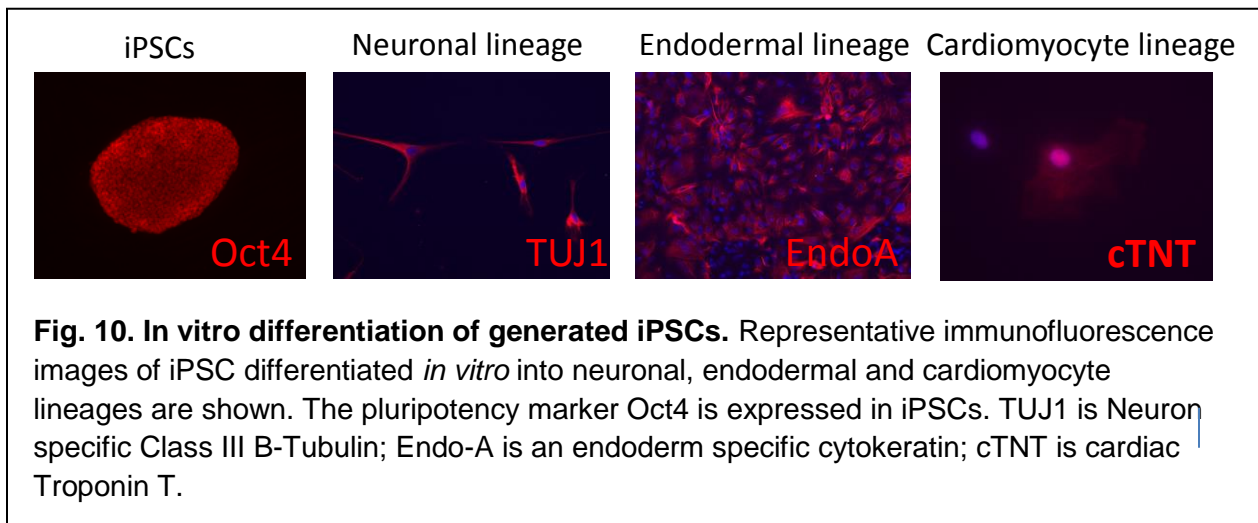 iPSCs Neuronal lineage Endodermal lineage Cardiomyocyte lineage
Oct4 TUJ1 EndoA cTNT
Fig. 10. In vitro differentiation of generated iPSCs. Representative immunofluorescence
images of iPSC differentiated in vitro into neuronal, endodermal and cardiomyocyte
lineages are shown. The pluripotency marker Oct4 is expressed in iPSCs. TUJ1 is Neuron
specific Class III B-Tubulin; Endo-A is an endoderm specific cytokeratin; cTNT is cardiac
Troponin T.